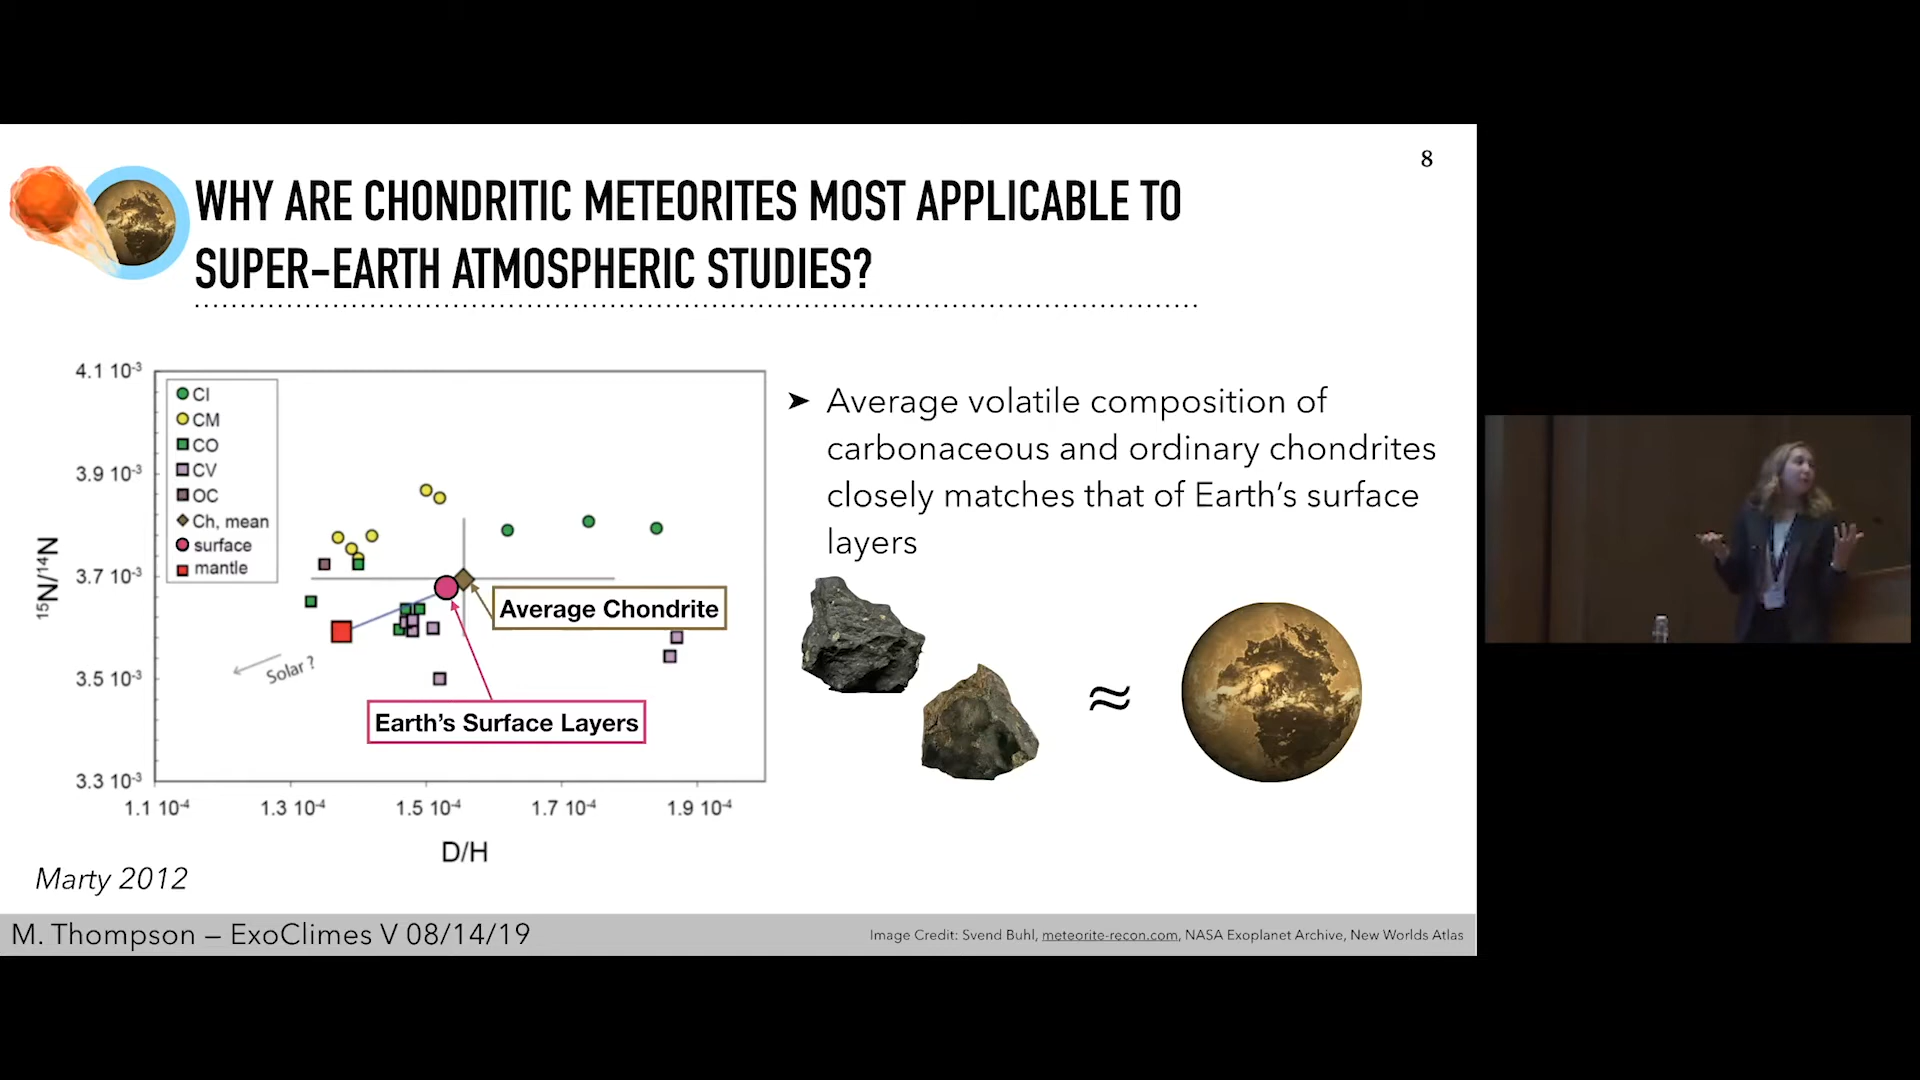 8
WHY ARE CHONDRITIC METEORITES MOST APPLICABLE TO
SUPER-EARTH ATMOSPHERIC STUDIES?
4.1 10⁻³
3.9 10⁻³
3.7 10⁻³
3.5 10⁻³
3.3 10⁻³
¹⁵N/¹⁴N
CI
CM
CO
CV
OC
Ch, mean
surface
mantle
Average Chondrite
Solar ?
Earth’s Surface Layers
1.1 10⁻⁴ 1.3 10⁻⁴ 1.5 10⁻⁴ 1.7 10⁻⁴ 1.9 10⁻⁴
D/H
Marty 2012
➤ Average volatile composition of
carbonaceous and ordinary chondrites
closely matches that of Earth’s surface
layers
≈
M. Thompson – ExoClimes V 08/14/19
Image Credit: Svend Buhl, meteorite-recon.com, NASA Exoplanet Archive, New Worlds Atlas